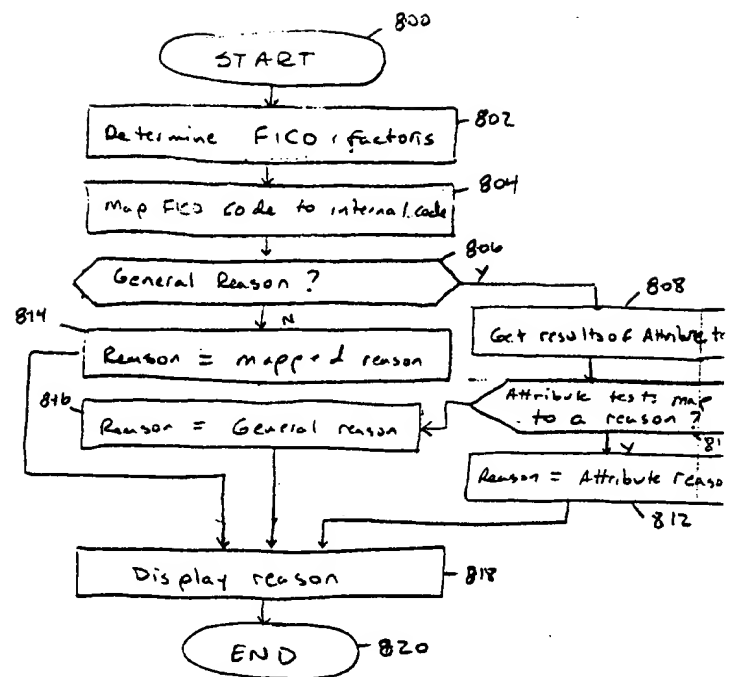 800
START
802
Determine FICO factors
804
Map FICO code to internal code
806
General Reason ?
Y
808
N
814
Get results of Attribute
Reason = mapped reason
Attribute tests map
to a reason ?
81
816
Reason = General reason
Y
Reason = Attribute reaso
812
Display reason
818
END
820